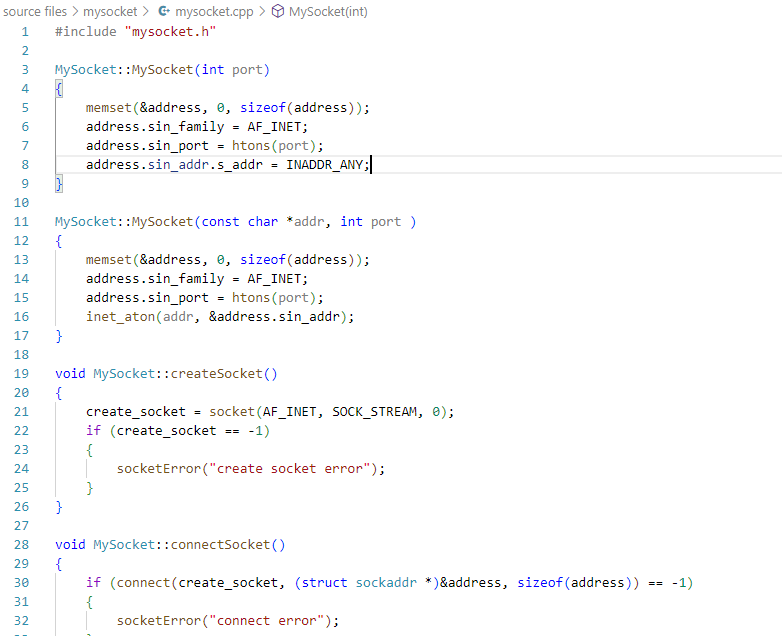 source files > mysocket > mysocket.cpp > MySocket(int)
1 #include "mysocket.h"
2
3 MySocket::MySocket(int port)
4 {
5     memset(&address, 0, sizeof(address));
6     address.sin_family = AF_INET;
7     address.sin_port = htons(port);
8     address.sin_addr.s_addr = INADDR_ANY;
9 }
10
11 MySocket::MySocket(const char *addr, int port )
12 {
13     memset(&address, 0, sizeof(address));
14     address.sin_family = AF_INET;
15     address.sin_port = htons(port);
16     inet_aton(addr, &address.sin_addr);
17 }
18
19 void MySocket::createSocket()
20 {
21     create_socket = socket(AF_INET, SOCK_STREAM, 0);
22     if (create_socket == -1)
23     {
24         socketError("create socket error");
25     }
26 }
27
28 void MySocket::connectSocket()
29 {
30     if (connect(create_socket, (struct sockaddr *)&address, sizeof(address)) == -1)
31     {
32         socketError("connect error");